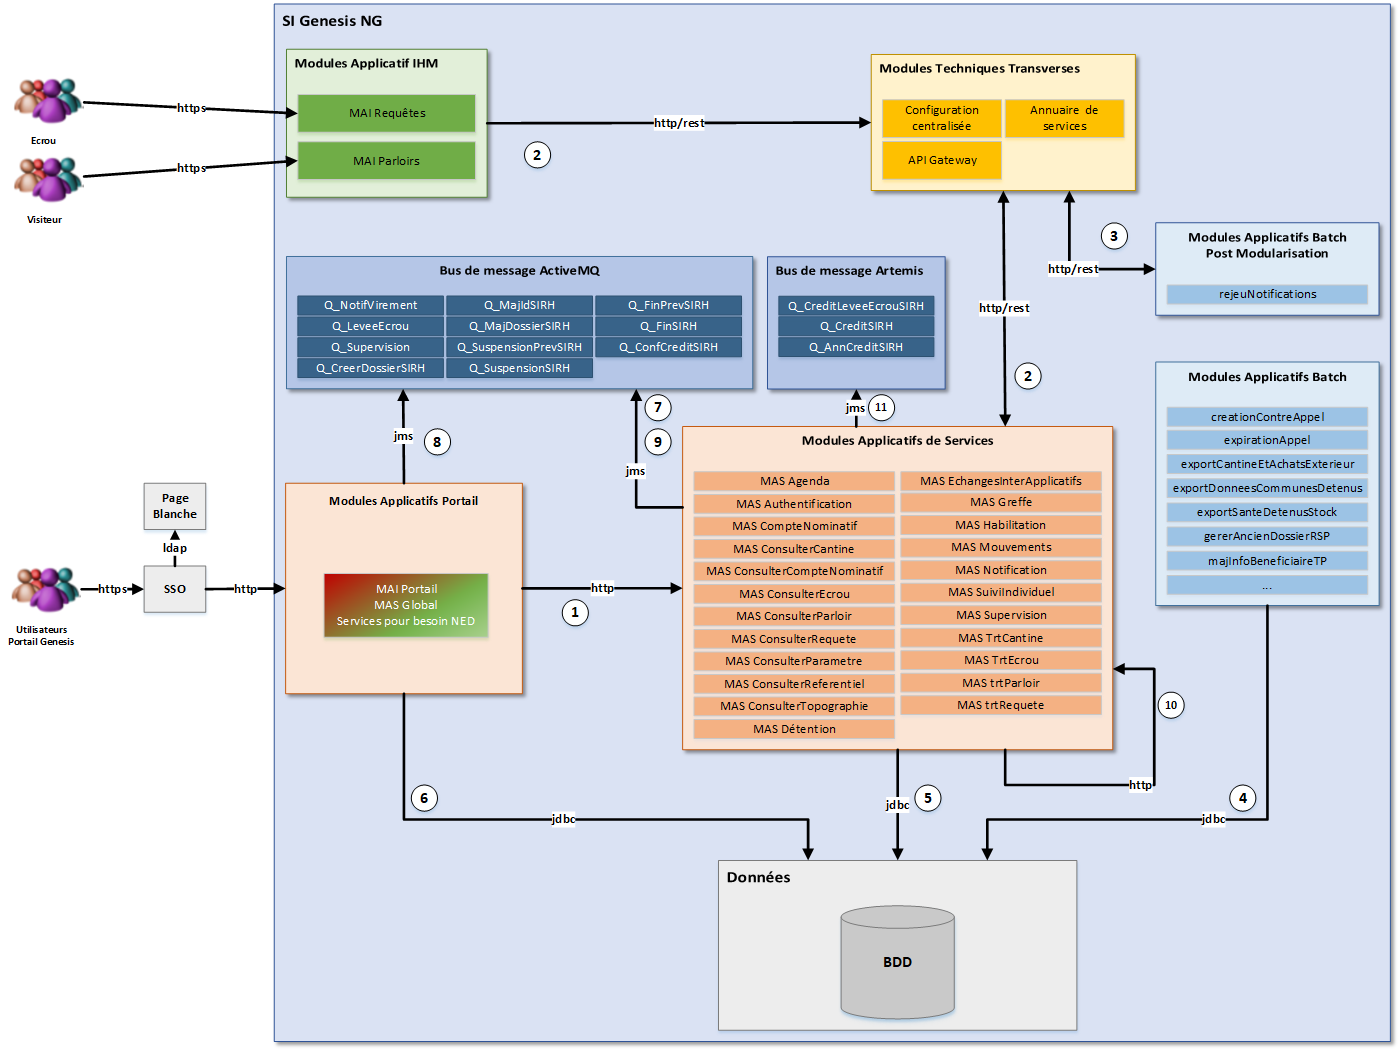 SI Genesis NG
Modules Applicatif IHM
MAI Requêtes
MAI Parloirs
https
https
Ecrou
Visiteur
http/rest
2
Modules Techniques Transverses
Configuration
centralisée
Annuaire de
services
API Gateway
3
http/rest
Modules Applicatifs Batch
Post Modularisation
rejeuNotifications
http/rest
2
Bus de message ActiveMQ
Q_NotifVirement
Q_MajIdSIRH
Q_FinPrevSIRH
Q_LeveeEcrou
Q_MajDossierSIRH
Q_FinSIRH
Q_Supervision
Q_SuspensionPrevSIRH
Q_ConfCreditSIRH
Q_CreerDossierSIRH
Q_SuspensionSIRH
Bus de message Artemis
Q_CreditLeveeEcrouSIRH
Q_CreditSIRH
Q_AnnCreditSIRH
jms
8
7
9
jms
jms
11
Modules Applicatifs Batch
creationContreAppel
expirationAppel
exportCantineEtAchatsExterieur
exportDonneesCommunesDetenus
exportSanteDetenusStock
gererAncienDossierRSP
majInfoBeneficiaireTP
...
Modules Applicatifs de Services
MAS Agenda
MAS Authentification
MAS CompteNominatif
MAS ConsulterCantine
MAS ConsulterCompteNominatif
MAS ConsulterEcrou
MAS ConsulterParloir
MAS ConsulterRequete
MAS ConsulterParametre
MAS ConsulterReferentiel
MAS ConsulterTopographie
MAS Détention
MAS EchangesInterApplicatifs
MAS Greffe
MAS Habilitation
MAS Mouvements
MAS Notification
MAS SuiviIndividuel
MAS Supervision
MAS TrtCantine
MAS TrtEcrou
MAS trtParloir
MAS trtRequete
Modules Applicatifs Portail
MAI Portail
MAS Global
Services pour besoin NED
Page
Blanche
ldap
SSO
https
http
Utilisateurs
Portail Genesis
http
1
10
http
6
jdbc
jdbc
5
4
jdbc
Données
BDD